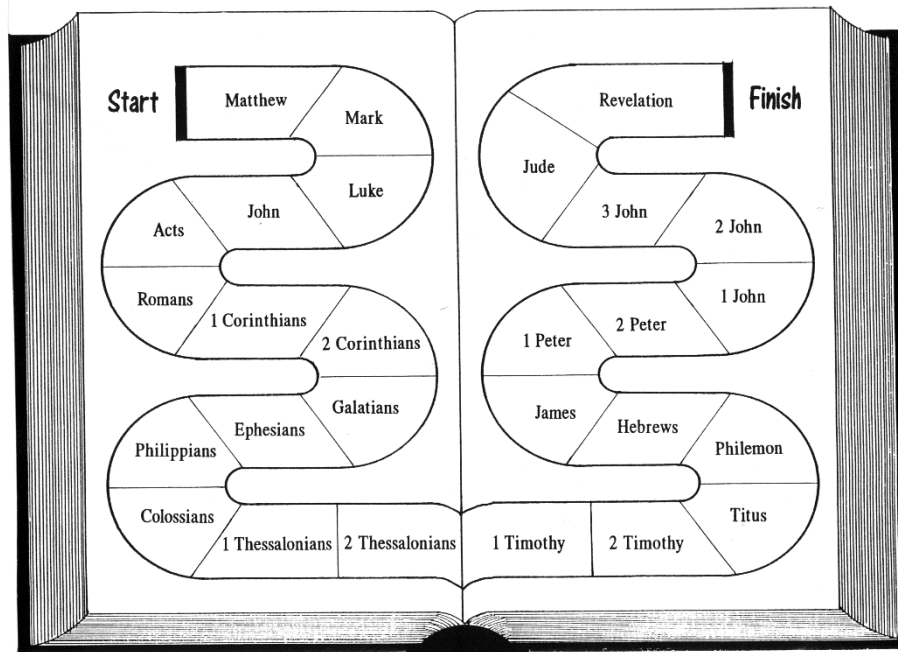 Start
Matthew
Mark
Luke
John
Acts
Romans
1 Corinthians
2 Corinthians
Galatians
Ephesians
Philippians
Colossians
1 Thessalonians
2 Thessalonians
1 Timothy
2 Timothy
Titus
Philemon
Hebrews
James
1 Peter
2 Peter
1 John
2 John
3 John
Jude
Revelation
Finish